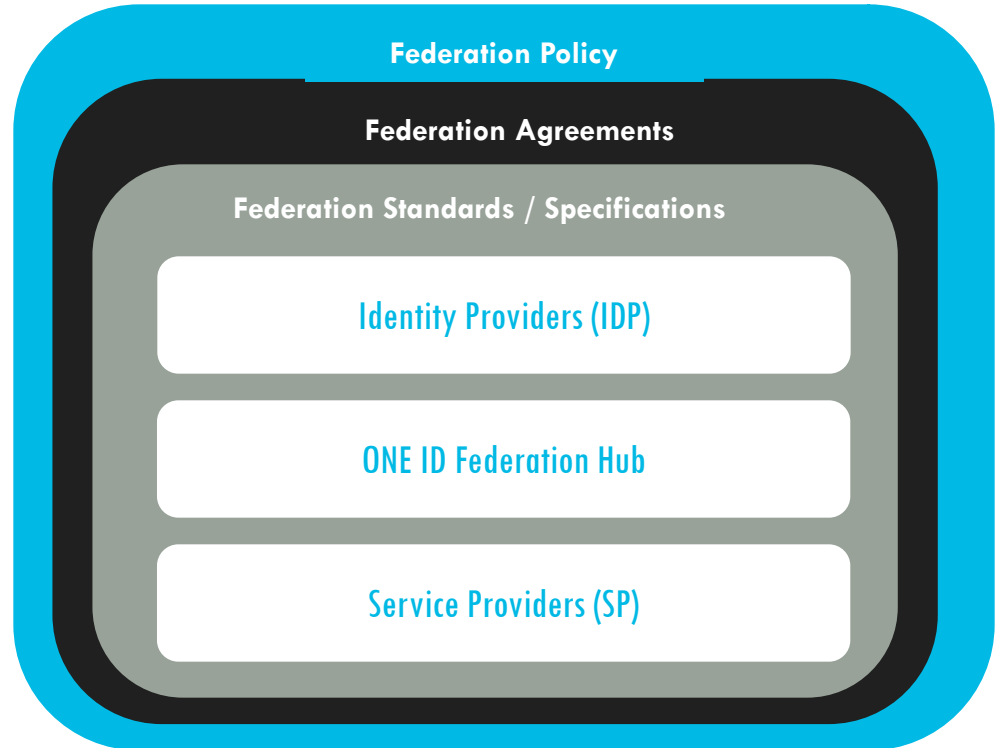 Federation Policy
Federation Agreements
Federation Standards / Specifications
Identity Providers (IDP)
ONE ID Federation Hub
Service Providers (SP)